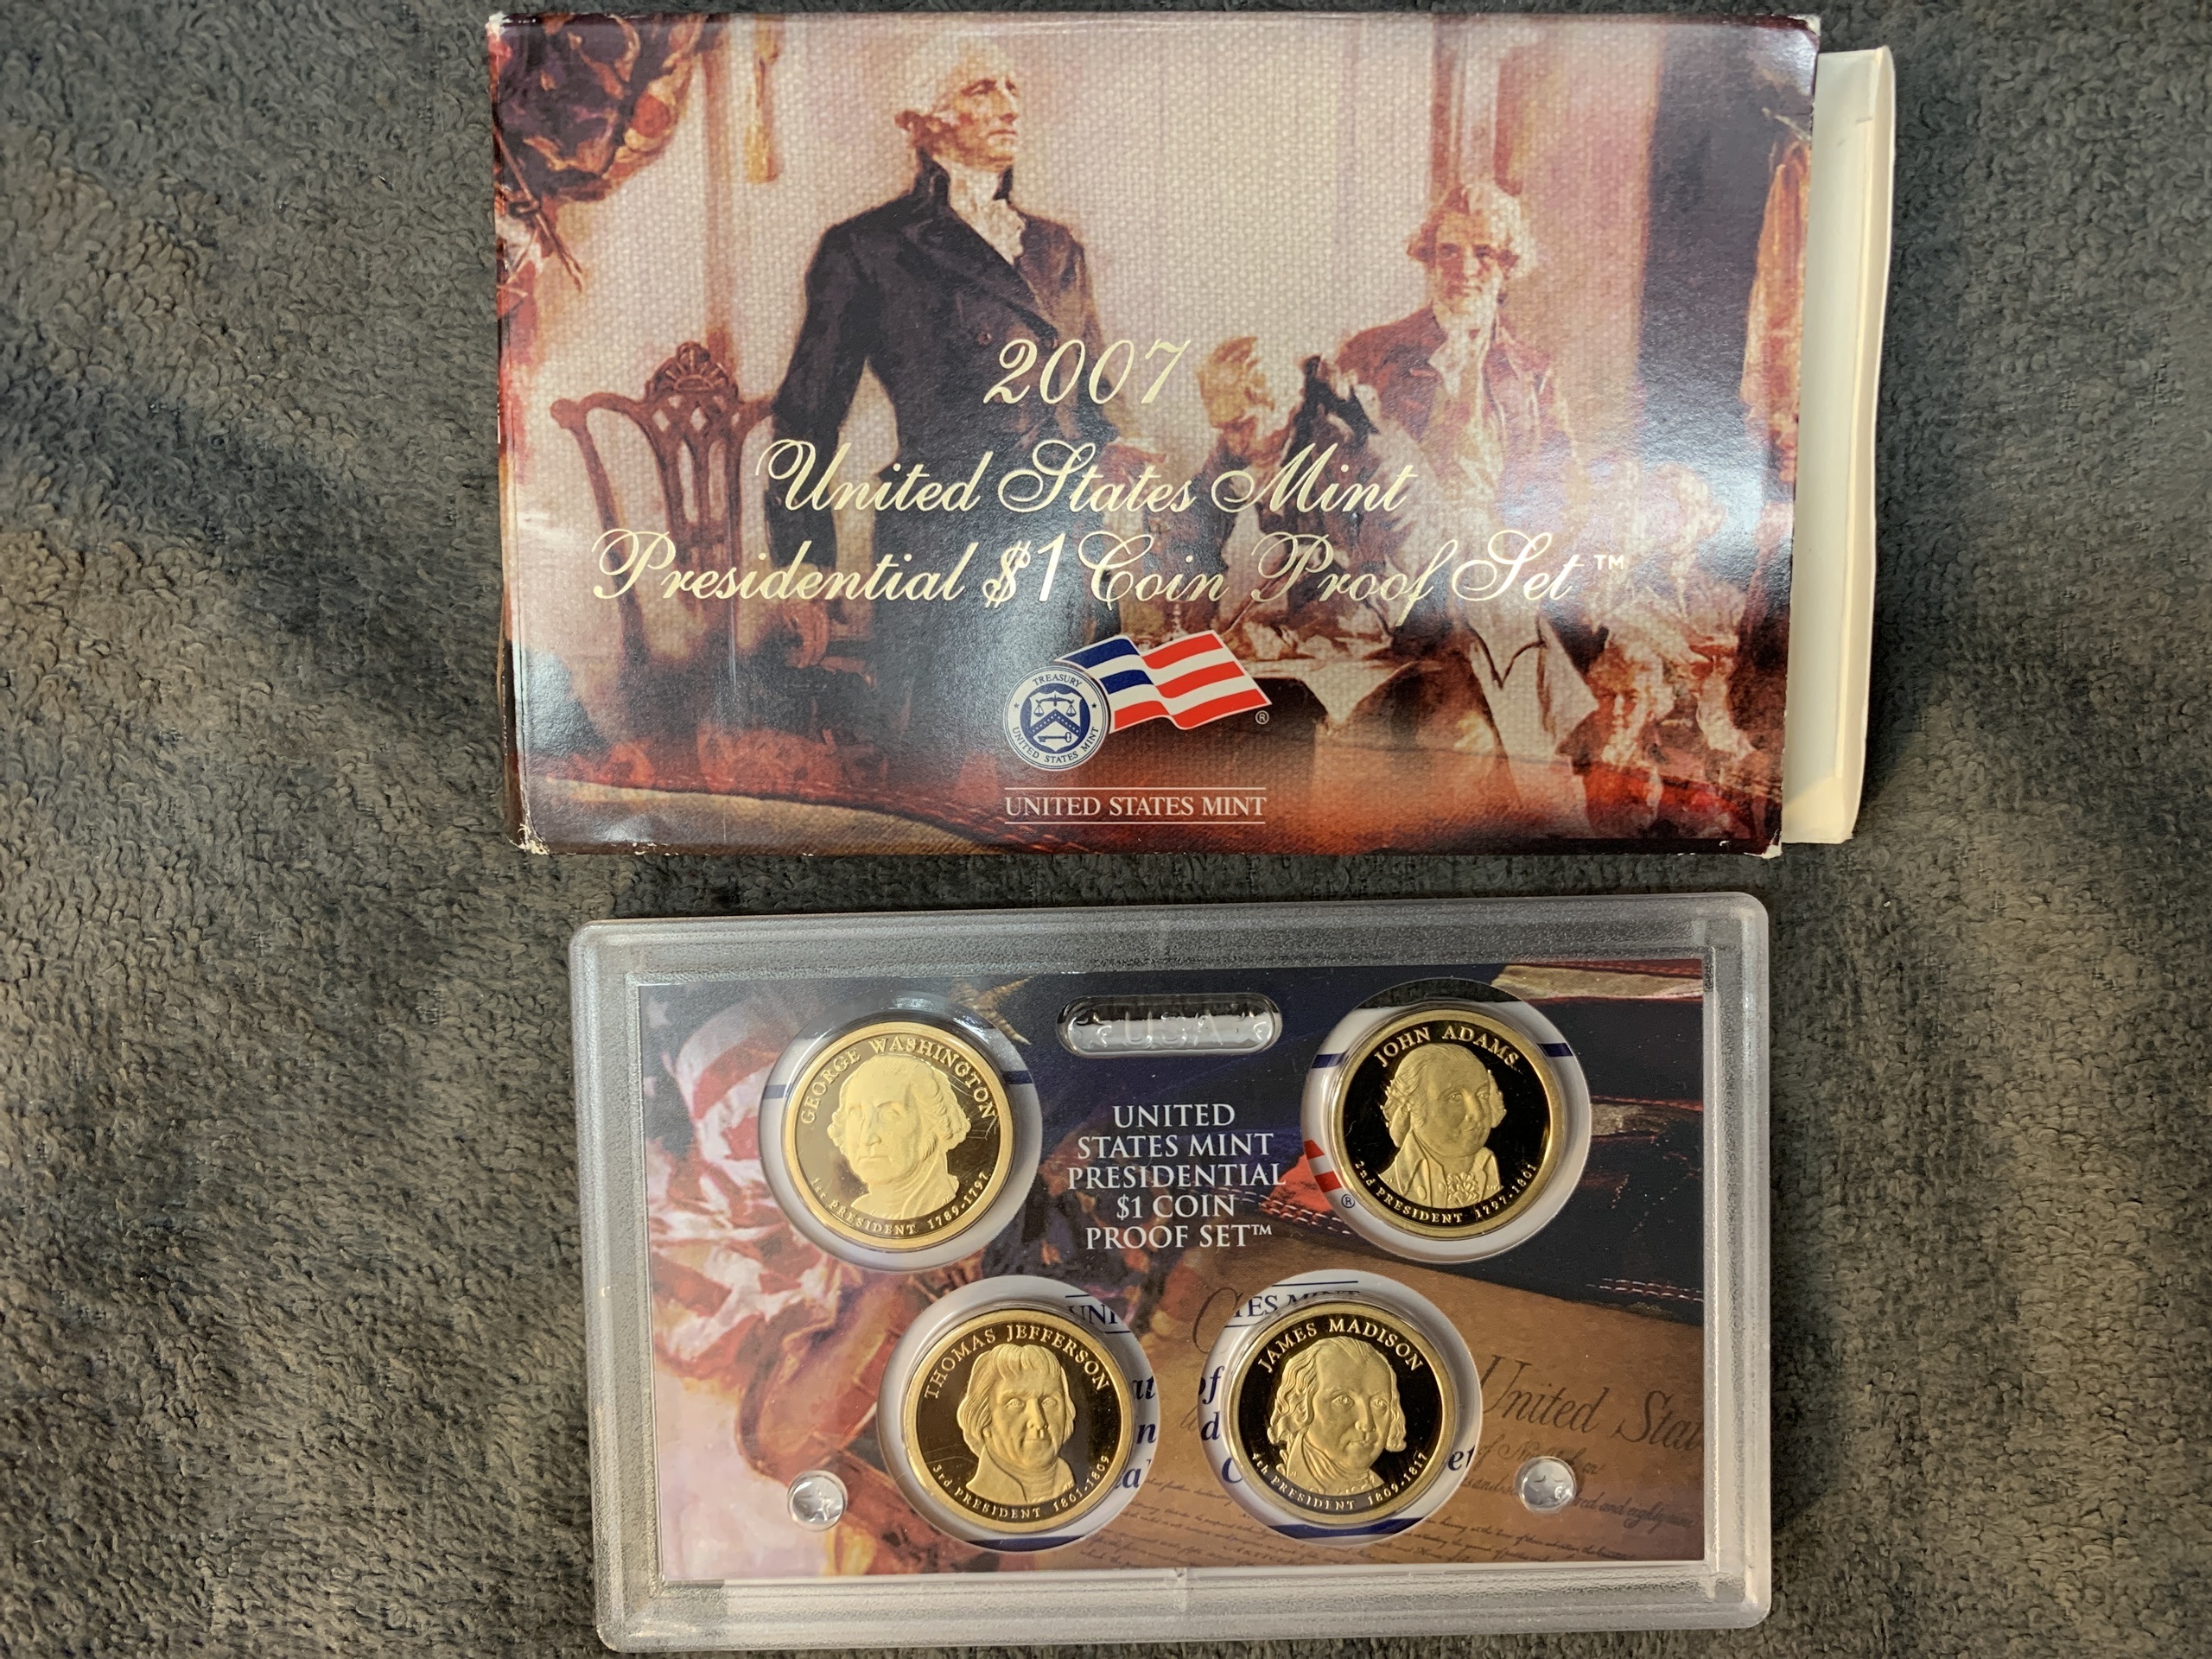 2007
United States Mint
Presidential $1 Coin Proof Set™
TREASURY
UNITED STATES MINT
®
UNITED STATES MINT
USA
GEORGE WASHINGTON
1st PRESIDENT 1789-1797
JOHN ADAMS
2nd PRESIDENT 1797-1801
®
UNITED
STATES MINT
PRESIDENTIAL
$1 COIN
PROOF SET™
THOMAS JEFFERSON
3rd PRESIDENT 1801-1809
JAMES MADISON
4th PRESIDENT 1809-1817
United Stat